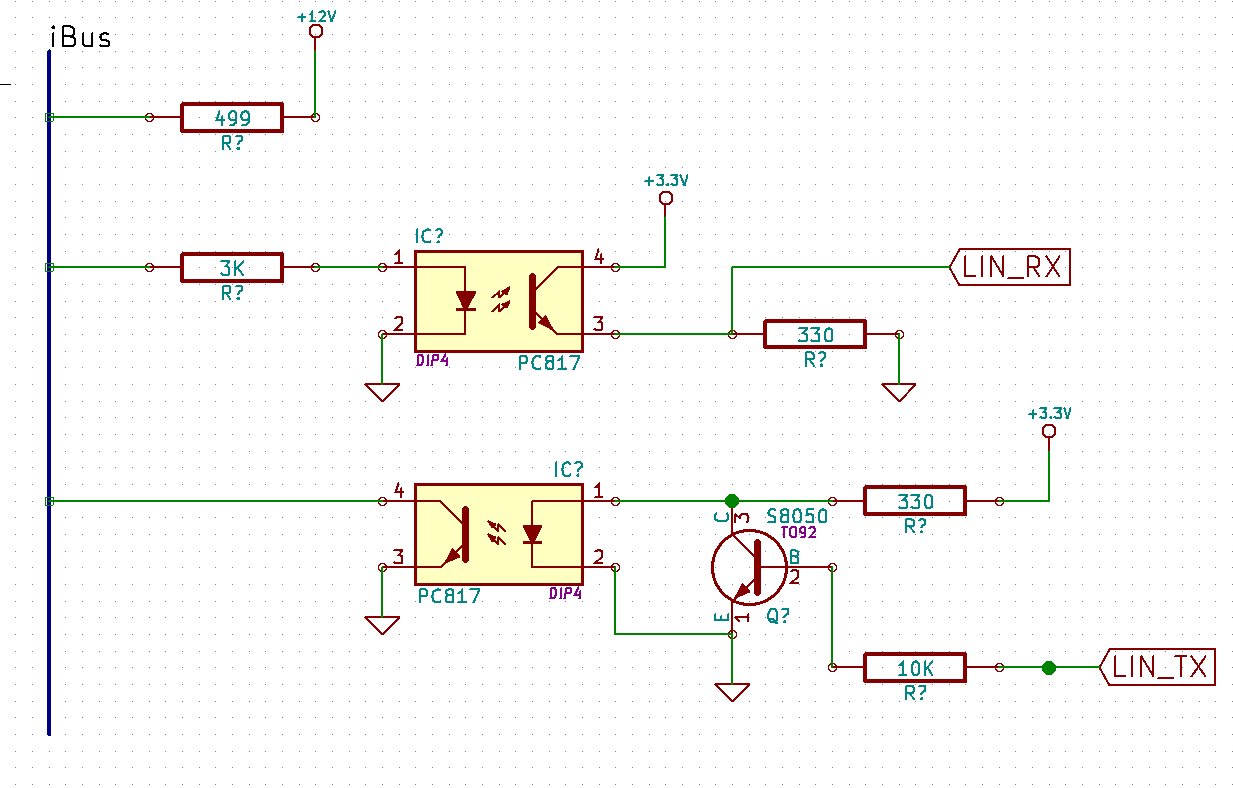 +12V
iBus
499
R?
+3.3V
IC?
3K
R?
1
2
4
3
DIP4
PC817
LIN_RX
330
R?
+3.3V
IC?
4
3
1
2
PC817
DIP4
C
3
S8050
TO92
B
2
E
1
Q?
330
R?
10K
R?
LIN_TX